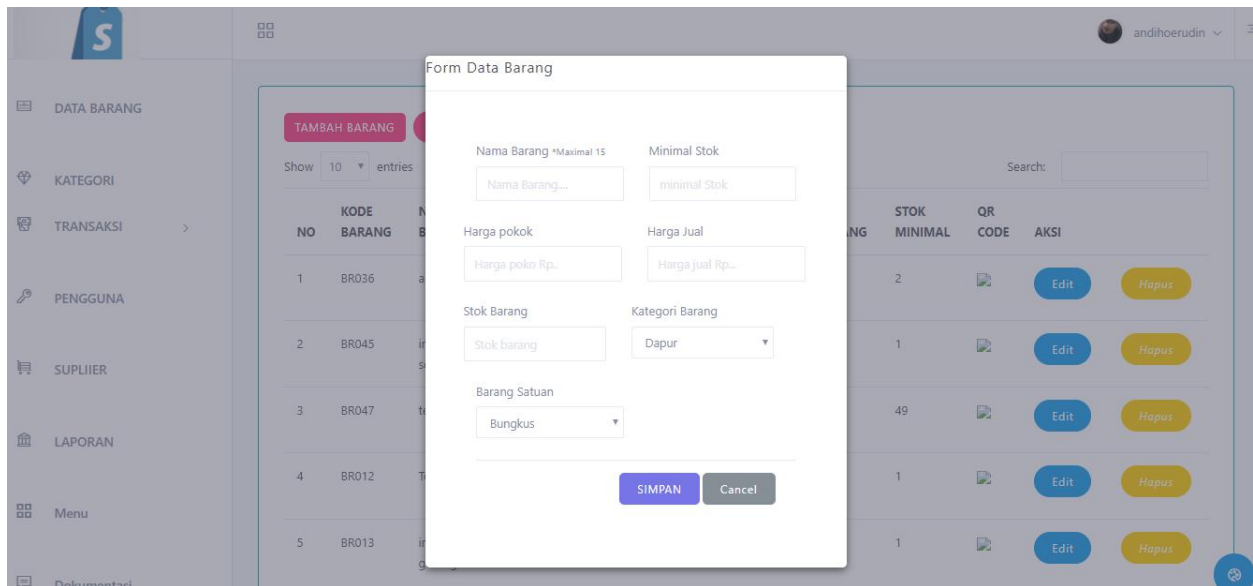 S
andihoerudin
Form Data Barang
DATA BARANG
TAMBAH BARANG
Nama Barang *Maximal 15 Minimal Stok
Show 10 entries
Search:
KATEGORI
Nama Barang.... minimal Stok
TRANSAKSI
NO KODE BARANG STOK MINIMAL QR CODE AKSI
Harga pokok Harga Jual
Harga poko Rp.. Harga jual Rp...
1 BR036 a 2 Edit Hapus
PENGGUNA
Stok Barang Kategori Barang
Stok barang Dapur
2 BR045 1 Edit Hapus
SUPLIIER
Barang Satuan
Bungkus
3 BR047 49 Edit Hapus
LAPORAN
4 BR012 1 Edit Hapus
SIMPAN Cancel
Menu
5 BR013 1 Edit Hapus
Dokumentasi